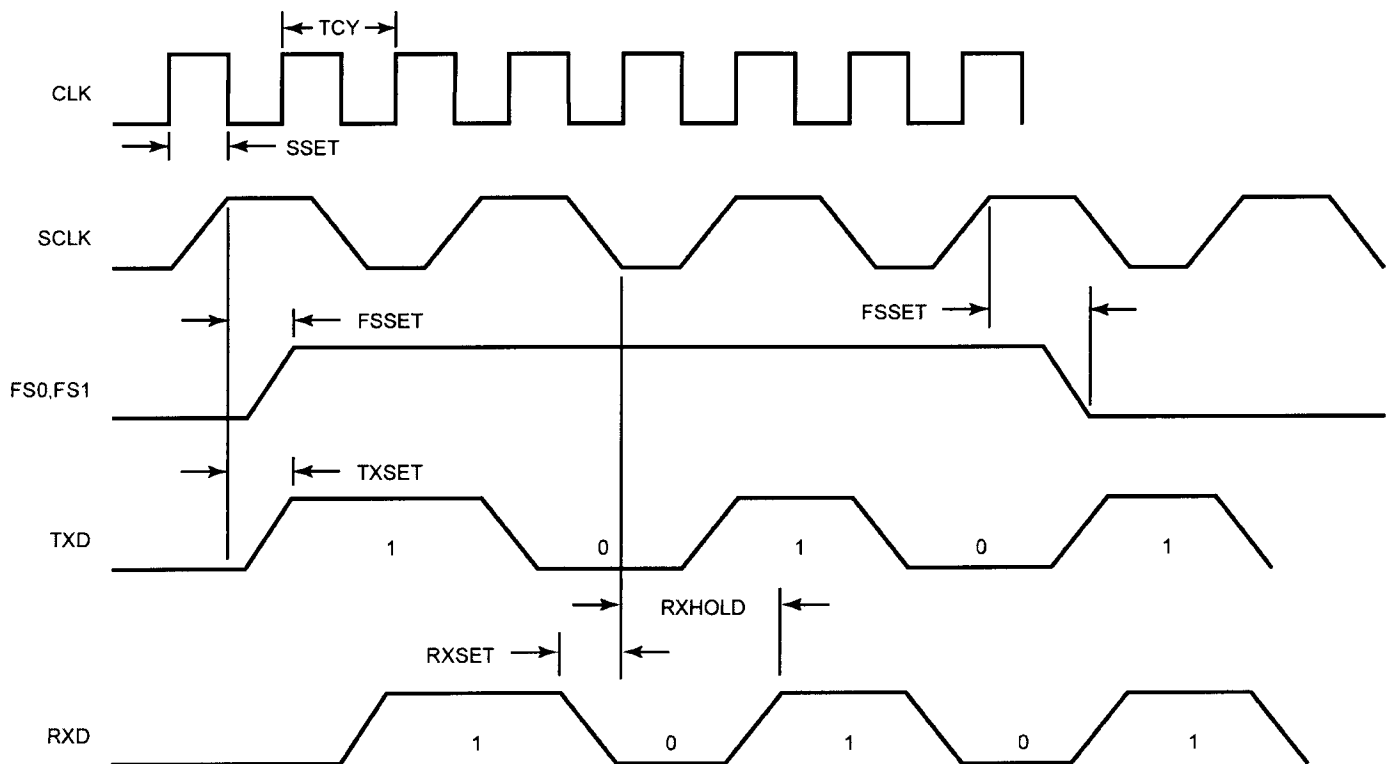 TCY
CLK
SSET
SCLK
FSSET
FSSET
FS0,FS1
TXSET
TXD
1 0 1 0 1
RXHOLD
RXSET
RXD
1 0 1 0 1